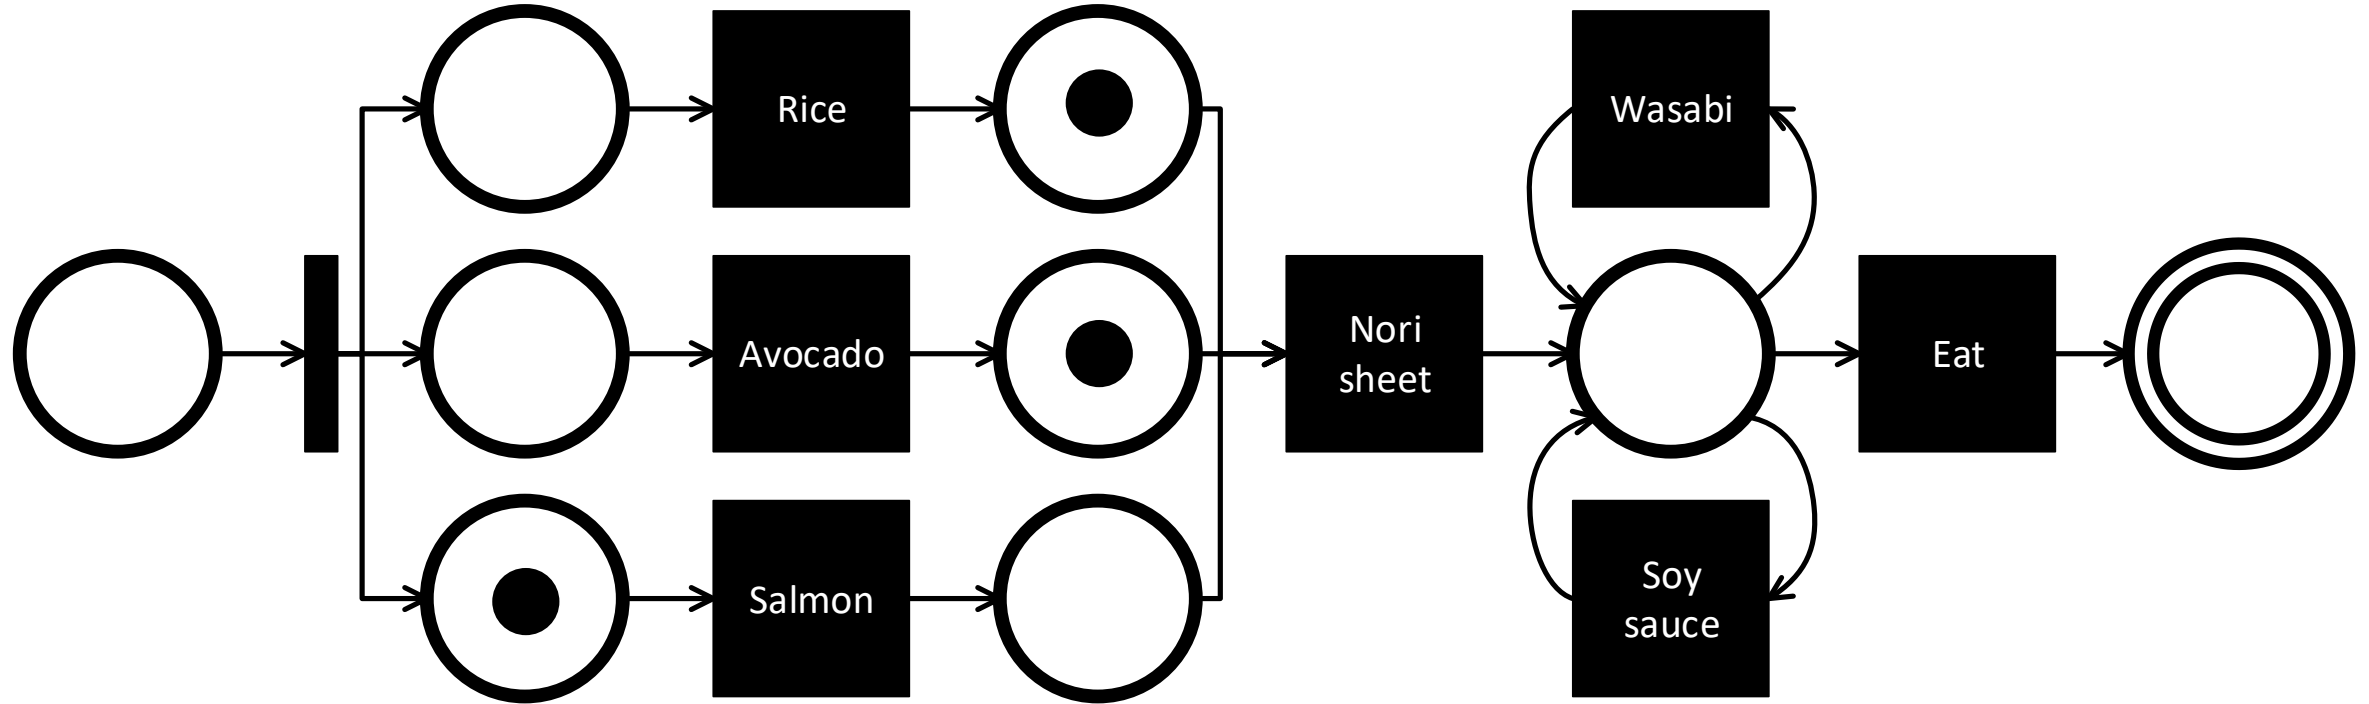 Rice
Wasabi
Avocado
Nori
sheet
Eat
Salmon
Soy
sauce